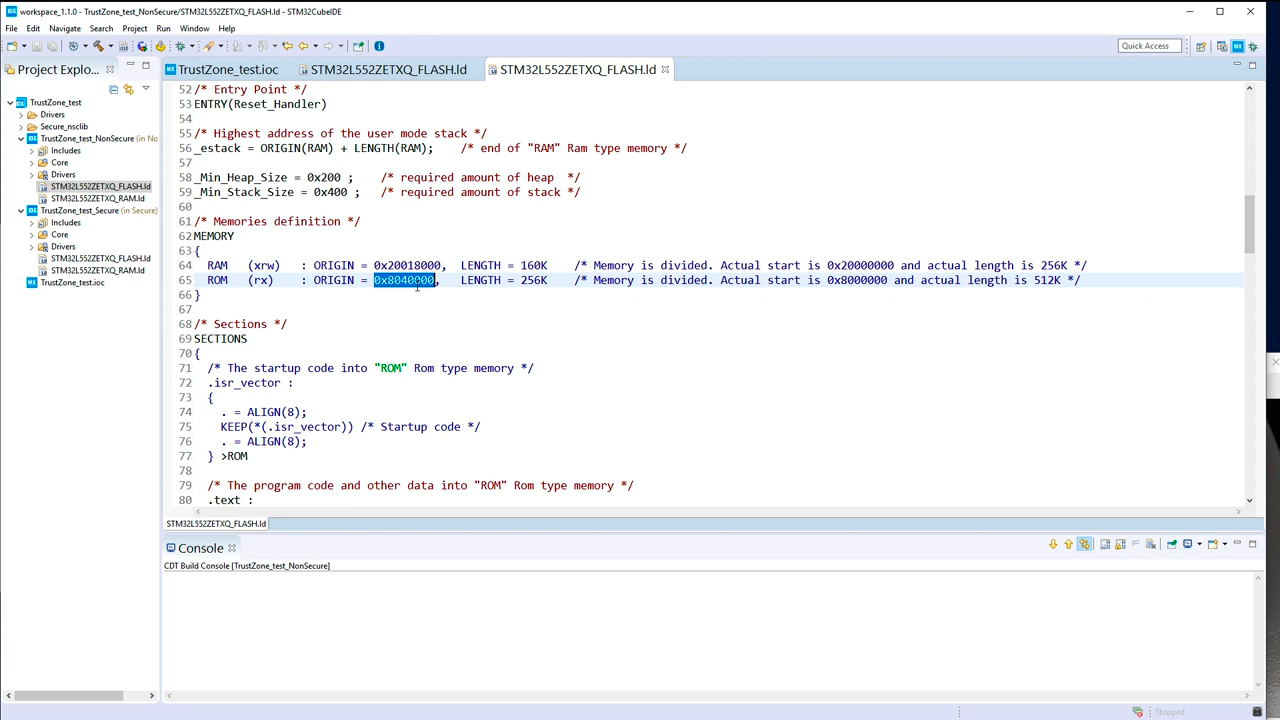 workspace_1.1.0 - TrustZone_test_NonSecure/STM32L552ZETXQ_FLASH.ld - STM32CubeIDE
File Edit Navigate Search Project Run Window Help
Quick Access
Project Explo...
TrustZone_test.ioc
STM32L552ZETXQ_FLASH.ld
STM32L552ZETXQ_FLASH.ld
TrustZone_test
Drivers
Secure_nsclib
TrustZone_test_NonSecure (in No
Includes
Core
Drivers
STM32L552ZETXQ_FLASH.ld
STM32L552ZETXQ_RAM.ld
TrustZone_test_Secure (in Secure)
Includes
Core
Drivers
STM32L552ZETXQ_FLASH.ld
STM32L552ZETXQ_RAM.ld
TrustZone_test.ioc
52 /* Entry Point */
53 ENTRY(Reset_Handler)
54
55 /* Highest address of the user mode stack */
56 _estack = ORIGIN(RAM) + LENGTH(RAM); /* end of "RAM" Ram type memory */
57
58 _Min_Heap_Size = 0x200 ; /* required amount of heap */
59 _Min_Stack_Size = 0x400 ; /* required amount of stack */
60
61 /* Memories definition */
62 MEMORY
63 {
64 RAM (xrw) : ORIGIN = 0x20018000, LENGTH = 160K /* Memory is divided. Actual start is 0x20000000 and actual length is 256K */
65 ROM (rx) : ORIGIN = 0x8040000, LENGTH = 256K /* Memory is divided. Actual start is 0x8000000 and actual length is 512K */
66 }
67
68 /* Sections */
69 SECTIONS
70 {
71 /* The startup code into "ROM" Rom type memory */
72 .isr_vector :
73 {
74 . = ALIGN(8);
75 KEEP(*(.isr_vector)) /* Startup code */
76 . = ALIGN(8);
77 } >ROM
78
79 /* The program code and other data into "ROM" Rom type memory */
80 .text :
STM32L552ZETXQ_FLASH.ld
Console
CDT Build Console [TrustZone_test_NonSecure]
Stopped